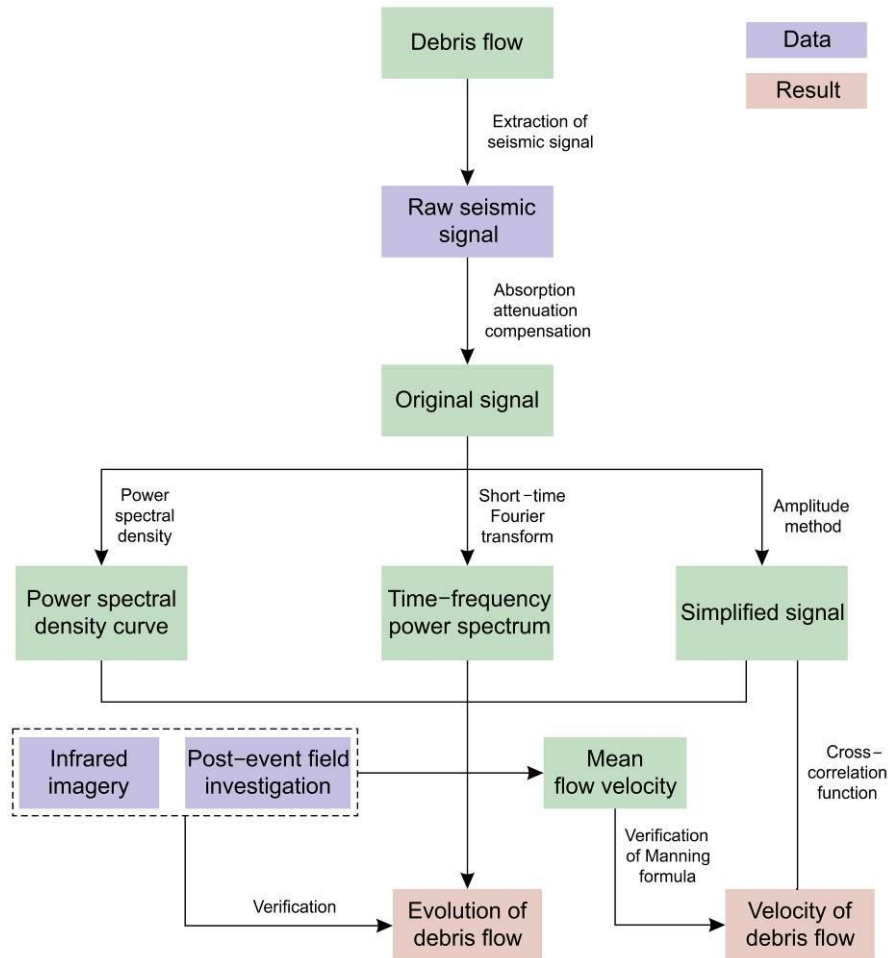 Debris flow
Data
Result
Extraction of
seismic signal
Raw seismic
signal
Absorption
attenuation
compensation
Original signal
Power
spectral
density
Short-time
Fourier
transform
Amplitude
method
Power spectral
density curve
Time-frequency
power spectrum
Simplified signal
Infrared
imagery
Post-event field
investigation
Mean
flow velocity
Cross-
correlation
function
Verification
of Manning
formula
Verification
Evolution of
debris flow
Velocity of
debris flow